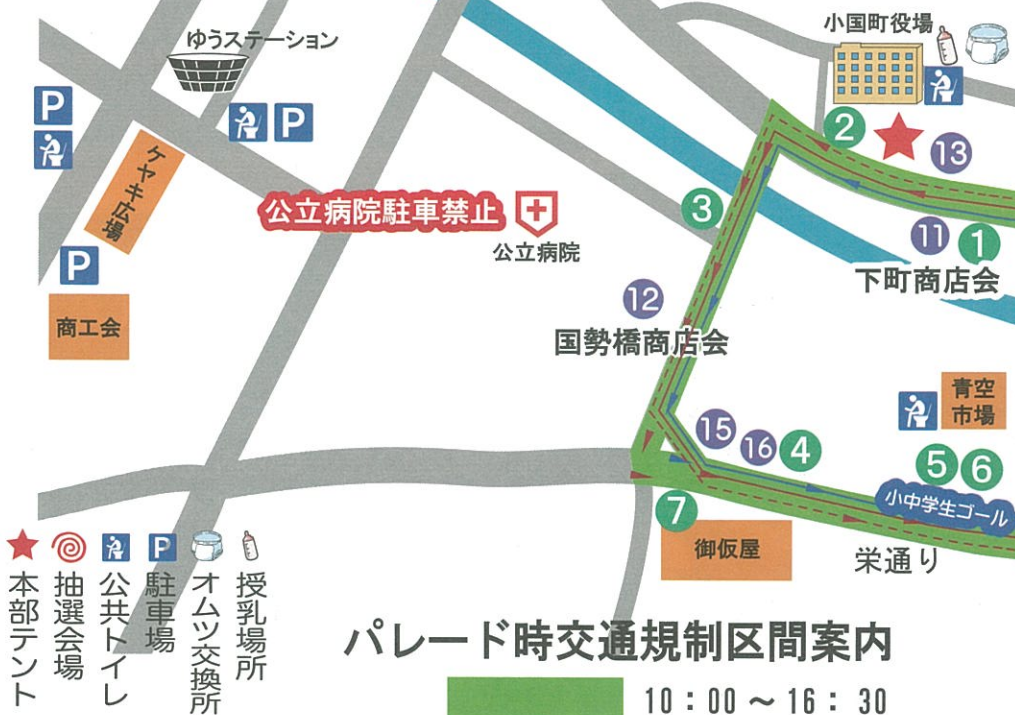 ゆうステーション
小国町役場
P
P
ケヤキ広場
②
⑬
公立病院駐車禁止
公立病院
③
⑪
①
下町商店会
P
商工会
⑫
国勢橋商店会
青空
市場
⑮
⑯
④
⑤
⑥
小中学生ゴール
⑦
御仮屋
栄通り
本部テント
抽選会場
公共トイレ
P
駐車場
オムツ交換所
授乳場所
パレード時交通規制区間案内
10:00～16:30